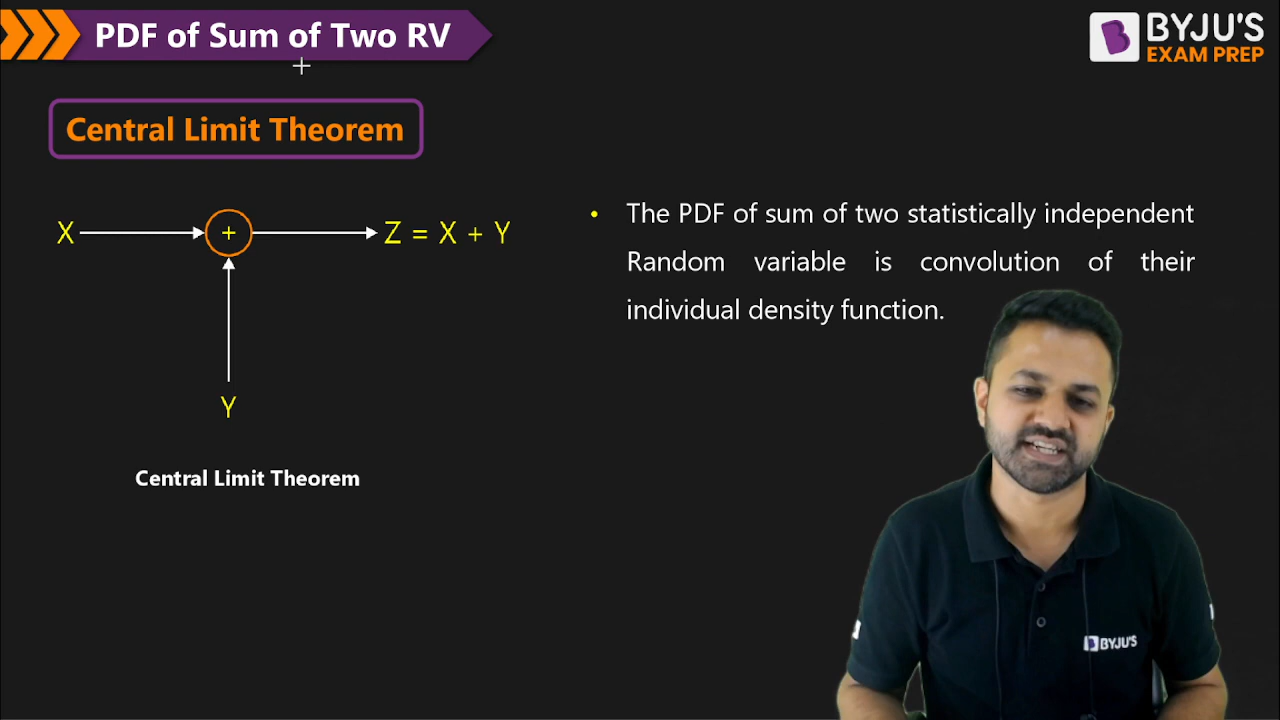 PDF of Sum of Two RV
BYJU'S
EXAM PREP
Central Limit Theorem
X
+
Z = X + Y
Y
Central Limit Theorem
• The PDF of sum of two statistically independent
Random variable is convolution of their
individual density function.
BYJU'S